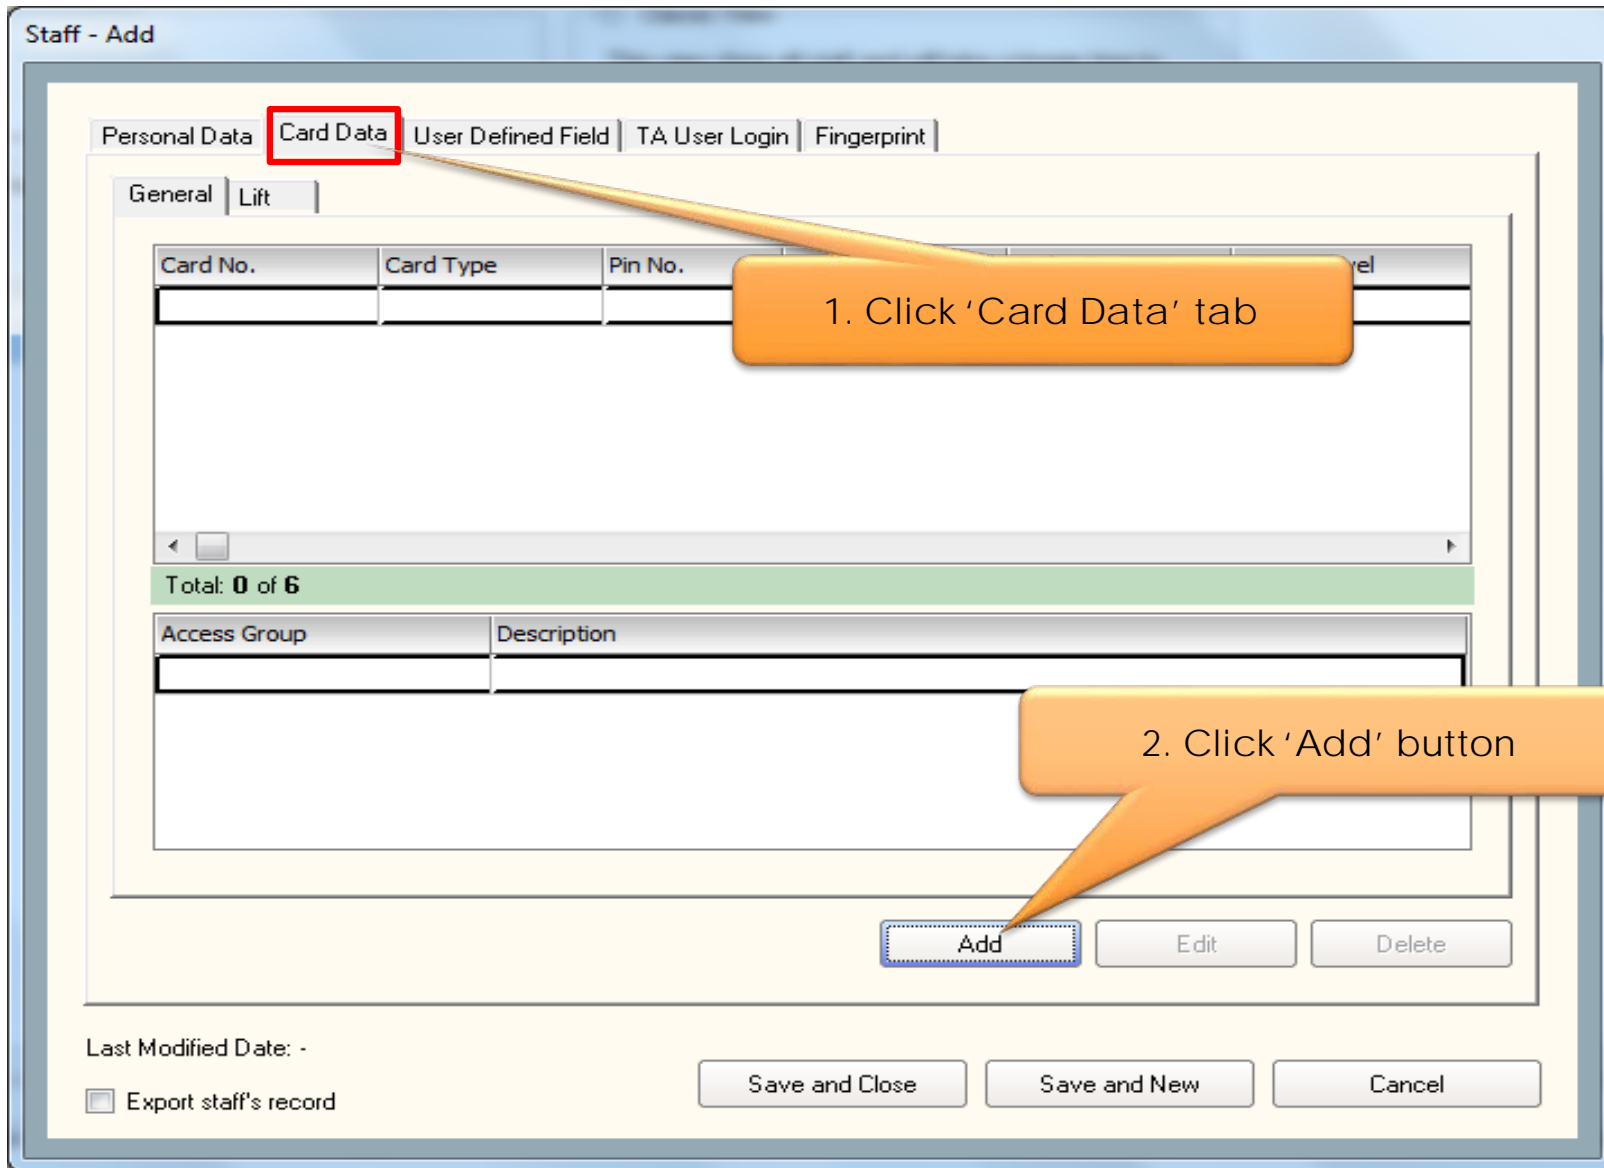 Staff - Add
Personal Data Card Data User Defined Field TA User Login Fingerprint
General Lift
Card No. Card Type Pin No. vel
1. Click ‘Card Data’ tab
Total: 0 of 6
Access Group Description
2. Click ‘Add’ button
Add Edit Delete
Last Modified Date: -
Save and Close Save and New Cancel
Export staff's record